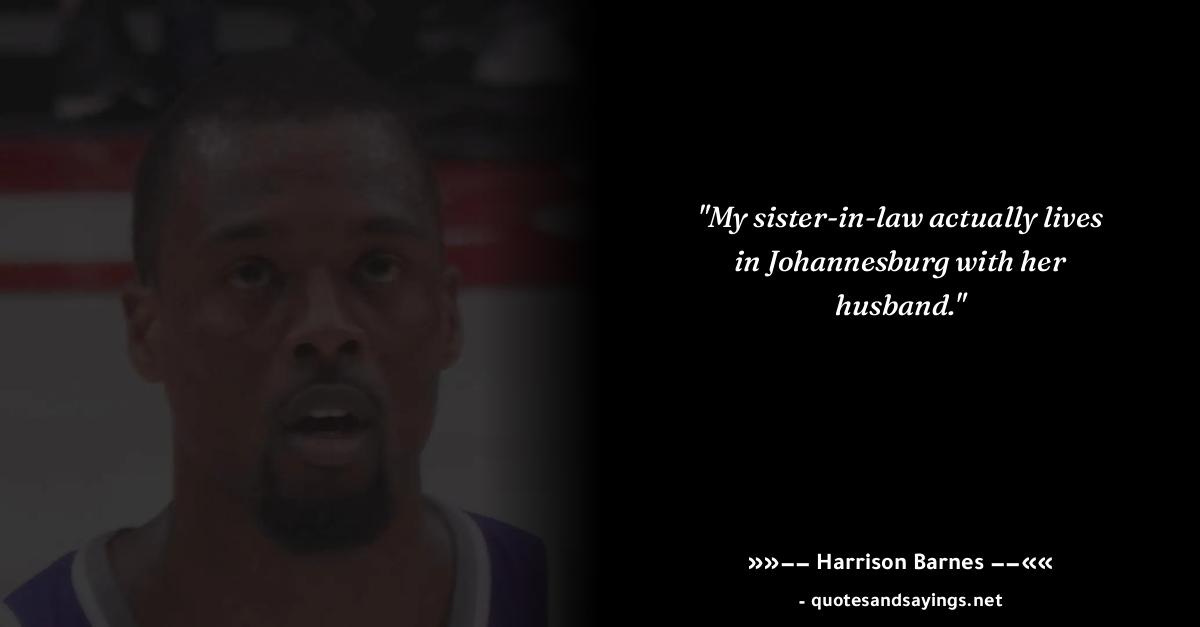 "My sister-in-law actually lives
in Johannesburg with her
husband."
»»−− Harrison Barnes −−««
- quotesandsayings.net